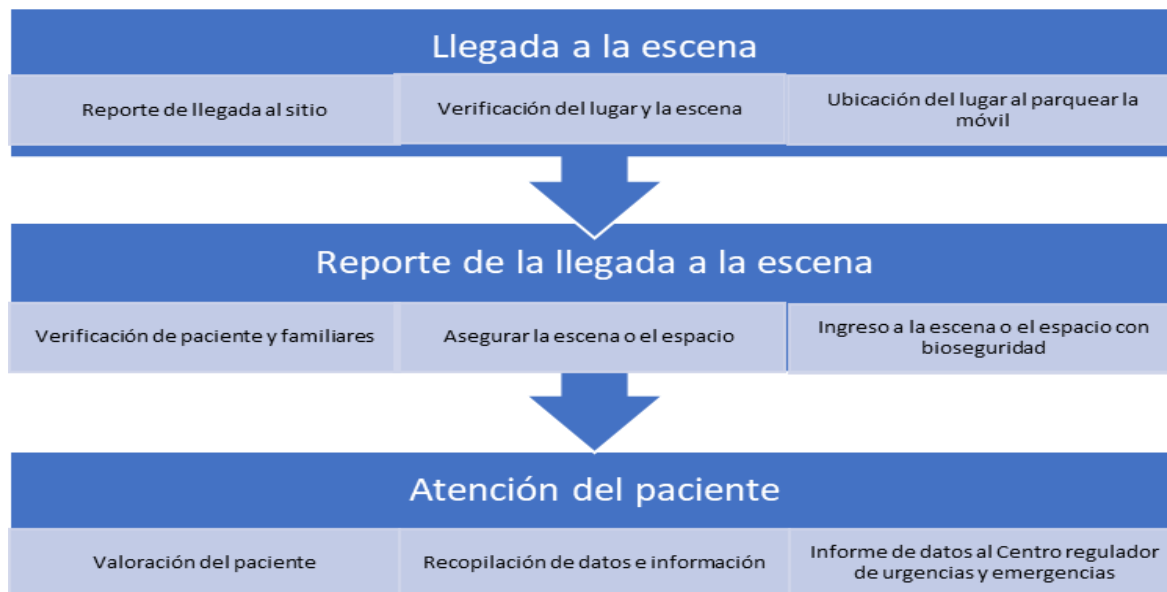 Llegada a la escena
Reporte de llegada al sitio
Verificación del lugar y la escena
Ubicación del lugar al parquear la
móvil
Reporte de la llegada a la escena
Verificación de paciente y familiares
Asegurar la escena o el espacio
Ingreso a la escena o el espacio con
bioseguridad
Atención del paciente
Valoración del paciente
Recopilación de datos e información
Informe de datos al Centro regulador
de urgencias y emergencias